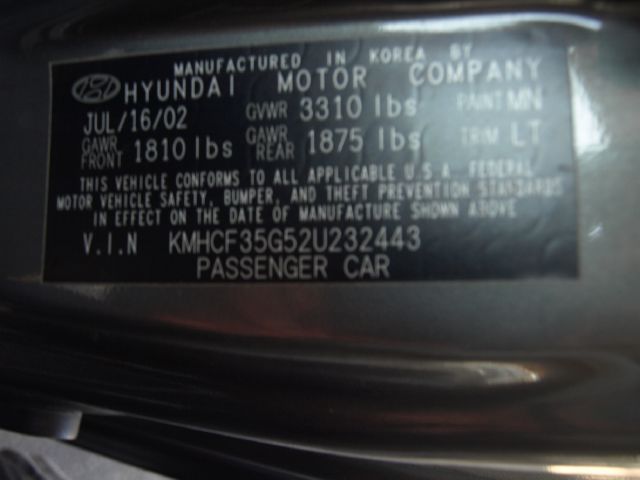 MANUFACTURED IN KOREA BY
HYUNDAI MOTOR COMPANY
JUL/16/02 GVWR 3310 lbs PAINT MN
GAWR FRONT 1810 lbs GAWR REAR 1875 lbs TRIM LT
THIS VEHICLE CONFORMS TO ALL APPLICABLE U.S.A. FEDERAL
MOTOR VEHICLE SAFETY, BUMPER, AND THEFT PREVENTION STANDARDS
IN EFFECT ON THE DATE OF MANUFACTURE SHOWN ABOVE
V.I.N KMHCF35G52U232443
PASSENGER CAR